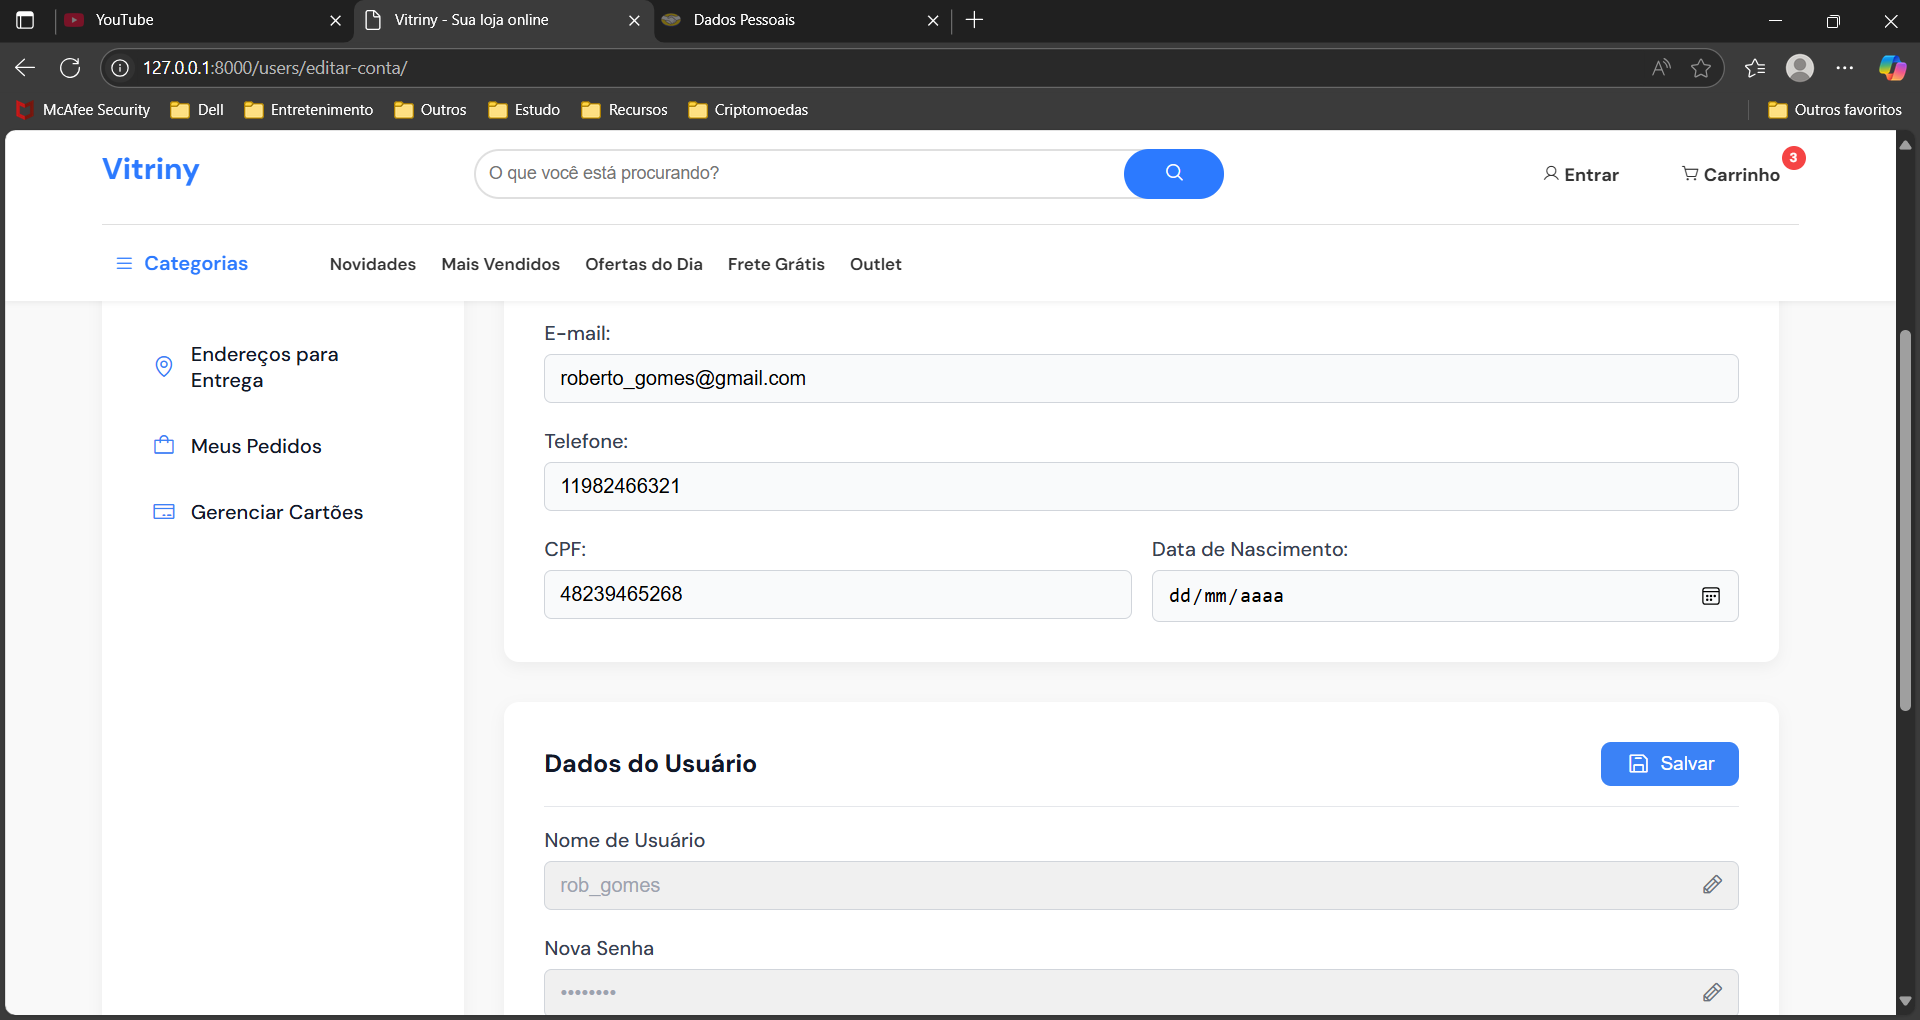 YouTube
Vitriny - Sua loja online
Dados Pessoais
127.0.0.1:8000/users/editar-conta/
McAfee Security
Dell
Entretenimento
Outros
Estudo
Recursos
Criptomoedas
Outros favoritos
Vitriny
O que você está procurando?
Entrar
Carrinho
3
Categorias
Novidades
Mais Vendidos
Ofertas do Dia
Frete Grátis
Outlet
Endereços para
Entrega
Meus Pedidos
Gerenciar Cartões
E-mail:
roberto_gomes@gmail.com
Telefone:
11982466321
CPF:
48239465268
Data de Nascimento:
dd/mm/aaaa
Dados do Usuário
Salvar
Nome de Usuário
rob_gomes
Nova Senha
••••••••